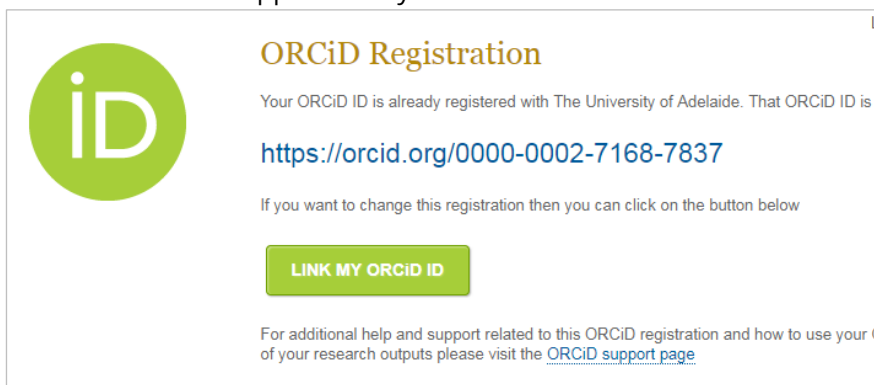 ORCiD Registration
Your ORCiD ID is already registered with The University of Adelaide. That ORCiD ID is
iD
https://orcid.org/0000-0002-7168-7837
If you want to change this registration then you can click on the button below
LINK MY ORCiD ID
For additional help and support related to this ORCiD registration and how to use your
of your research outputs please visit the ORCiD support page